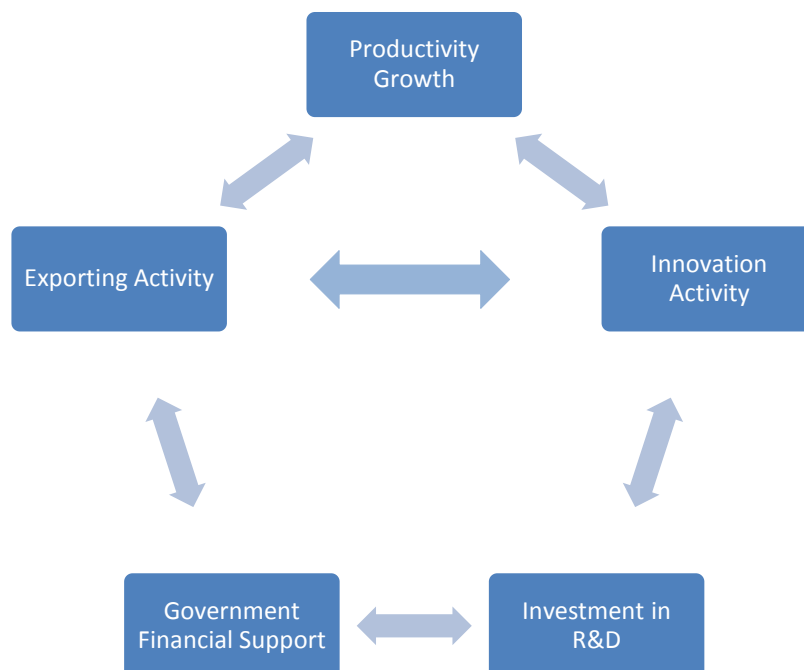 Productivity
Growth
Exporting Activity
Innovation
Activity
Government
Financial Support
Investment in
R&D